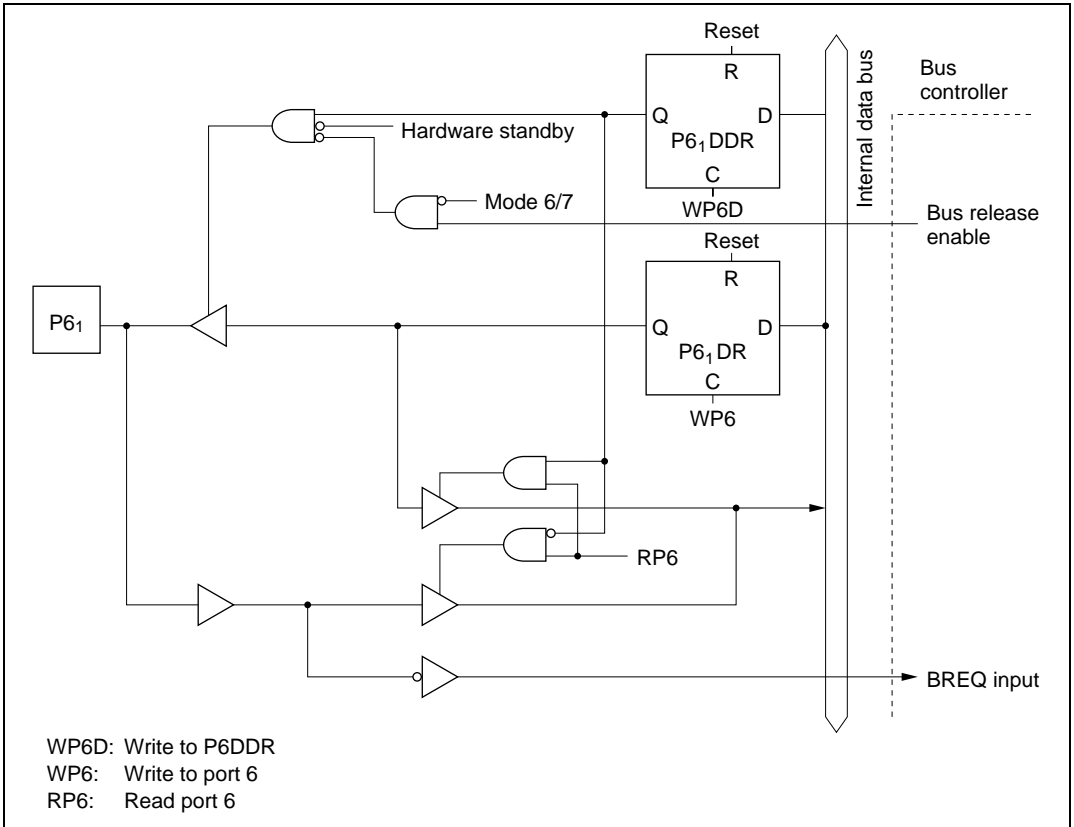 Reset
R
Bus
controller
Internal data bus
Q
D
P6₁DDR
C
Hardware standby
Mode 6/7
WP6D
Bus release
enable
Reset
R
P6₁
Q
D
P6₁DR
C
WP6
RP6
BREQ input
WP6D: Write to P6DDR
WP6: Write to port 6
RP6: Read port 6